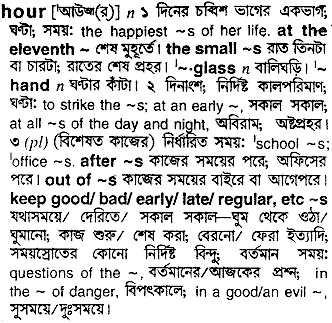 hour [ˈআউআ(র)] n ১ দিনের চব্বিশ ভাগের একভাগ;
ঘণ্টা; সময়: the happiest ~s of her life. at the
eleventh ~ শেষ মুহূর্তে। the small ~s রাত তিনটা
বা চারটা; রাতের শেষ প্রহর। ˈ~.glass n বালিঘড়ি। ~
hand n ঘণ্টার কাঁটা। ২ দিনাংশ, নির্দিষ্ট কালপরিমাণ;
ঘণ্টা: to strike the ~s; at an early ~, সকাল সকাল;
at all ~s of the day and night, অবিরাম; অষ্টপ্রহর।
৩ (pl) (বিশেষত কাজের) নির্ধারিত সময়: ˈschool ~s;
ˈoffice ~s. after ~s কাজের সময়ের পরে; অফিসের
পরে। out of ~s কাজের সময়ের বাইরে বা আগেপরে।
keep good/ bad/ early/ late/ regular, etc ~s
যথাসময়ে/ দেরিতে/ সকাল সকাল—ঘুম থেকে ওঠা/
ঘুমানো; কাজ শুরু/ শেষ করা; বেরনো/ ফেরা ইত্যাদি;
সময়স্রোতের কোনো নির্দিষ্ট বিন্দু; বর্তমান সময়:
questions of the ~, বর্তমানের/আজকের প্রশ্ন; in
the ~ of danger, বিপৎকালে; in a good/an evil ~,
সুসময়ে/দুঃসময়ে।